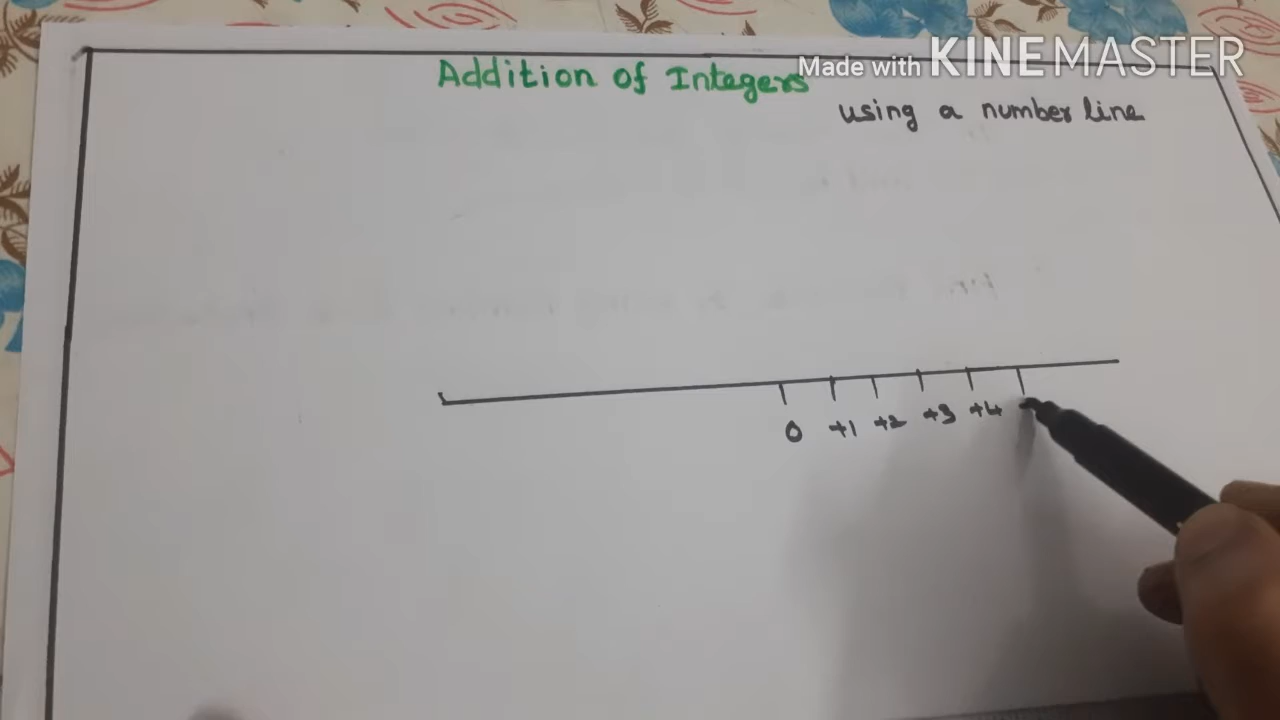 Made with KINEMASTER
Addition of Integers
using a number line
0 +1 +2 +3 +4